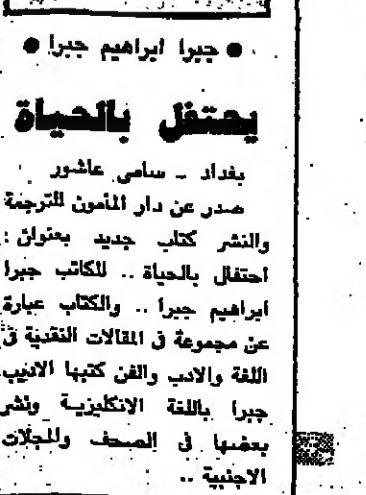 ● جبرا ابراهيم جبرا ●
يحتفل بالحياة
بغداد - سامي عاشور
صدر عن دار المأمون للترجمة
والنشر كتاب جديد بعنوان :
احتفال بالحياة .. للكاتب جبرا
ابراهيم جبرا .. والكتاب عبارة
عن مجموعة في المقالات النقدية في
اللغة والادب والفن كتبها الاديب
جبرا باللغة الانكليزية ونشر
بعضها في الصحف والمجلات
الاجنبية ..